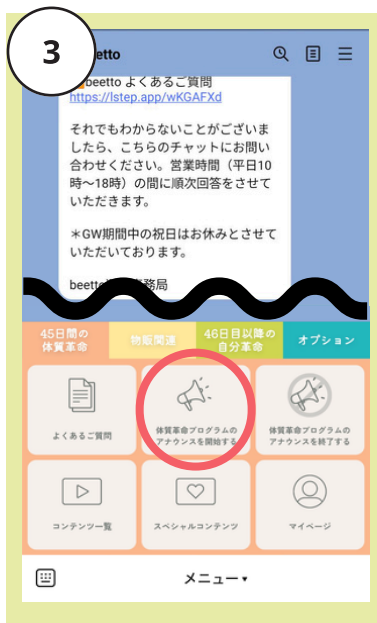 3
etto
beetto よくあるご質問
https://lstep.app/wKGAFXd
それでもわからないことがございま
したら、こちらのチャットにお問い
合わせください。営業時間（平日10
時〜18時）の間に順次回答をさせて
いただきます。
＊GW期間中の祝日はお休みとさせて
いただいております。
beetto 務局
45日間の
体質革命
物販関連
46日目以降の
自分革命
オプション
よくあるご質問
体質革命プログラムの
アナウンスを開始する
体質革命プログラムの
アナウンスを終了する
コンテンツ一覧
スペシャルコンテンツ
マイページ
メニュー▾